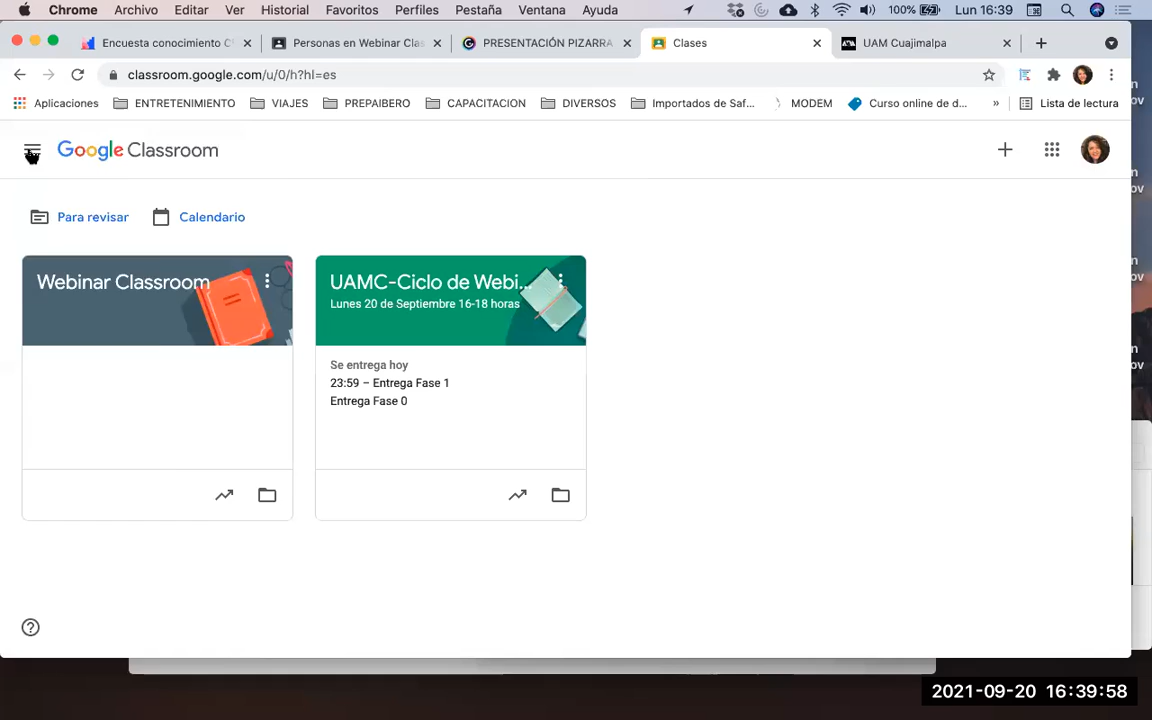 Chrome Archivo Editar Ver Historial Favoritos Perfiles Pestaña Ventana Ayuda 100% Lun 16:39
Encuesta conocimiento C Personas en Webinar Clas PRESENTACIÓN PIZARRA Clases UAM Cuajimalpa
classroom.google.com/u/0/h?hl=es
Aplicaciones ENTRETENIMIENTO VIAJES PREPAIBERO CAPACITACION DIVERSOS Importados de Saf... MODEM Curso online de d... » Lista de lectura
Google Classroom
Para revisar Calendario
Webinar Classroom
UAMC-Ciclo de Webi...
Lunes 20 de Septiembre 16-18 horas
Se entrega hoy
23:59 – Entrega Fase 1
Entrega Fase 0
2021-09-20 16:39:58